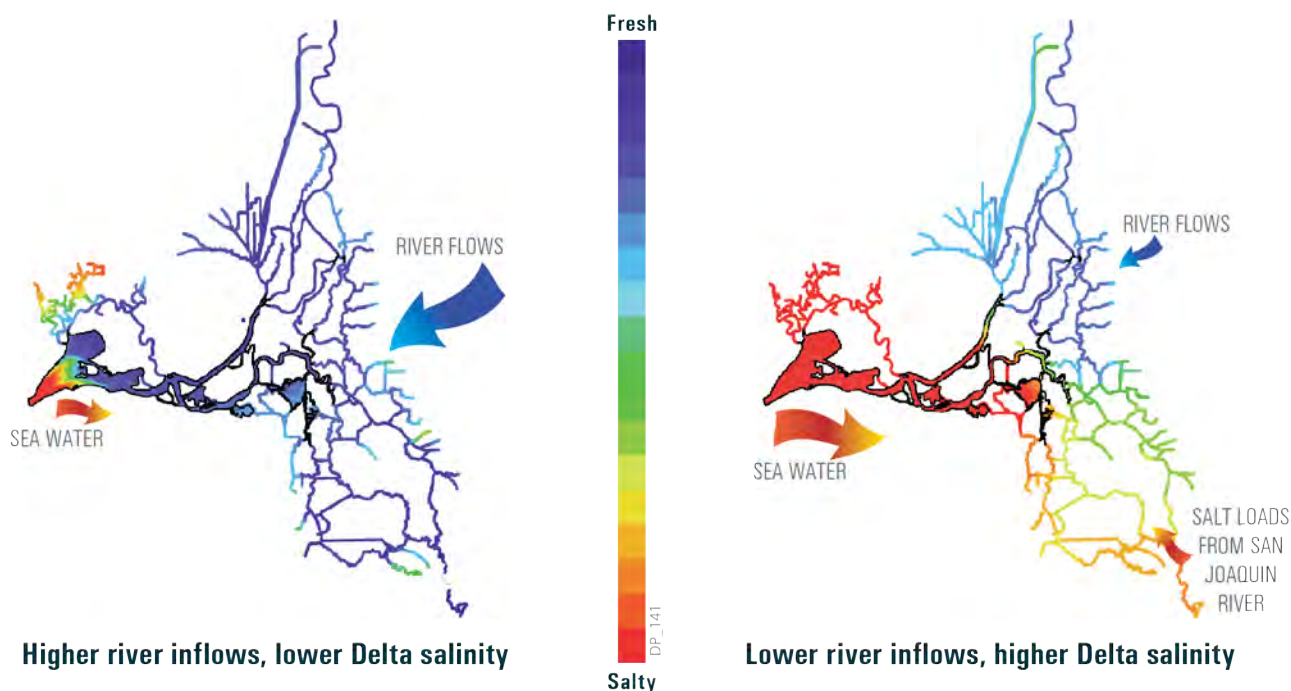 Fresh
RIVER FLOWS
SEA WATER
Higher river inflows, lower Delta salinity
DP_141
Salty
RIVER FLOWS
SEA WATER
SALT LOADS
FROM SAN
JOAQUIN
RIVER
Lower river inflows, higher Delta salinity